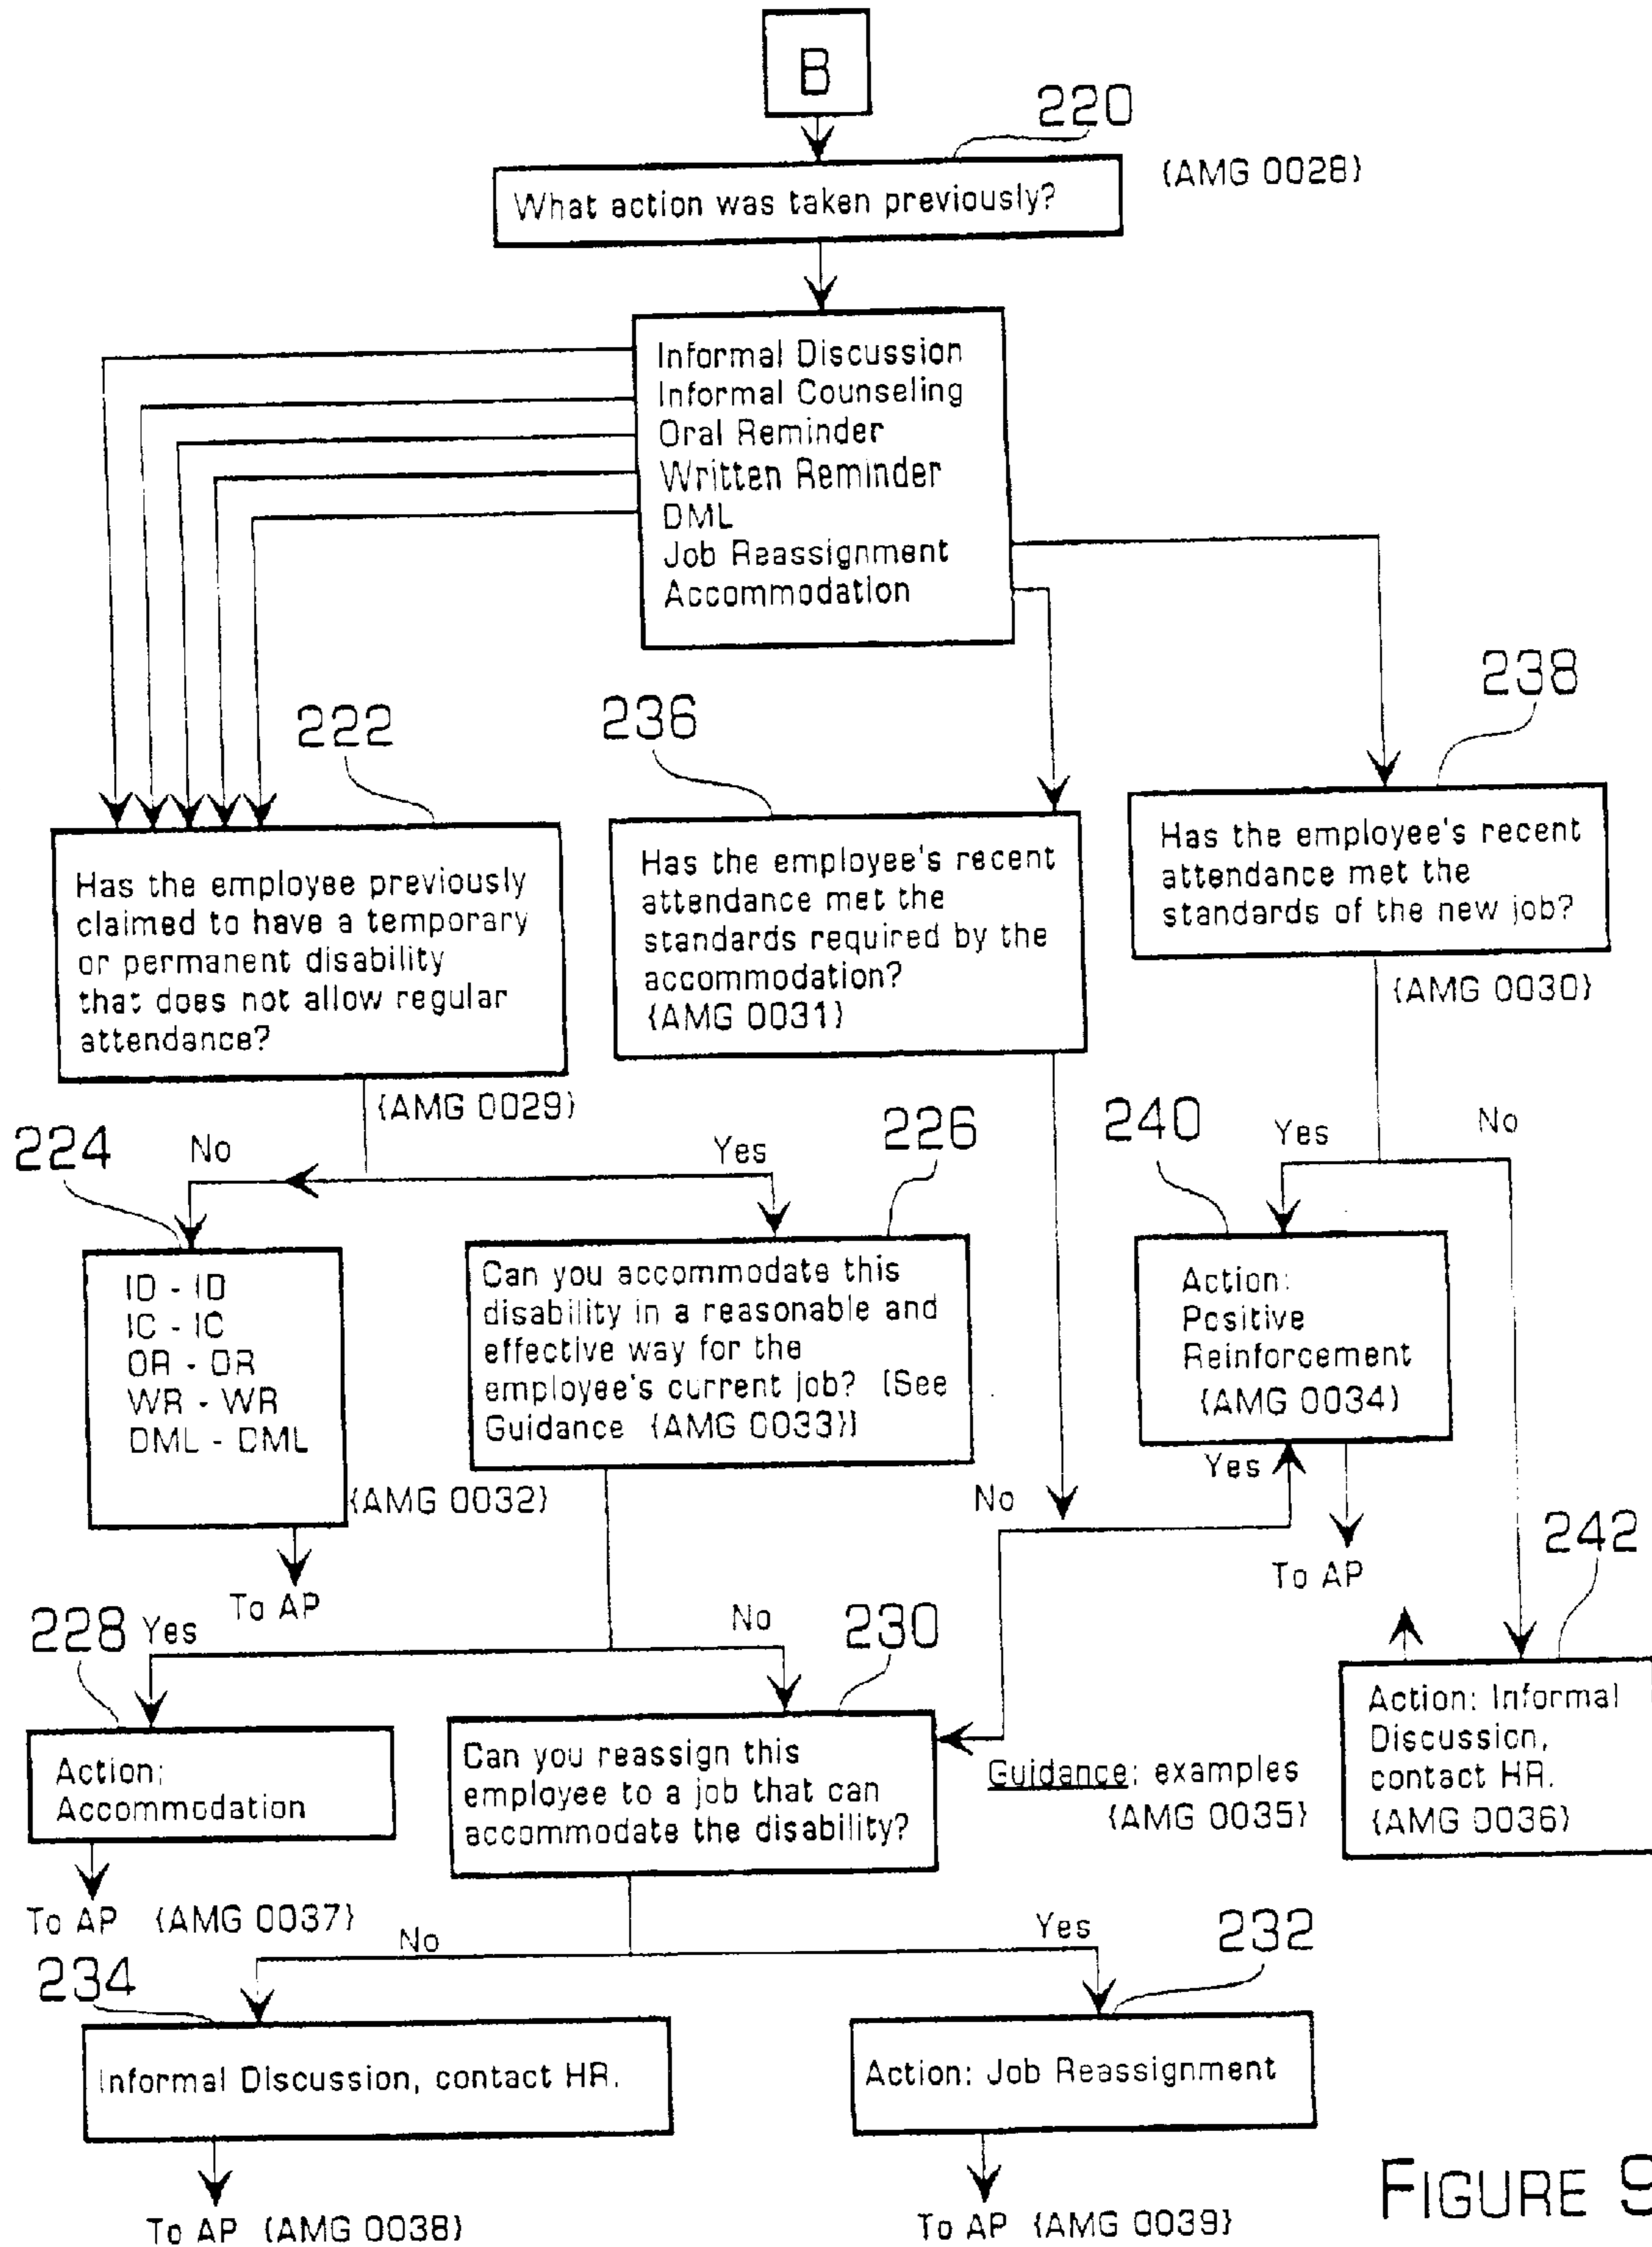 B
220
What action was taken previously?
{AMG 0028}
Informal Discussion
Informal Counseling
Oral Reminder
Written Reminder
DML
Job Reassignment
Accommodation
222
236
238
Has the employee previously
claimed to have a temporary
or permanent disability
that does not allow regular
attendance?
{AMG 0029}
Has the employee's recent
attendance met the
standards required by the
accommodation?
{AMG 0031}
Has the employee's recent
attendance met the
standards of the new job?
{AMG 0030}
224
No
Yes
226
240
Yes
No
ID - ID
IC - IC
OR - OR
WR - WR
DML - DML
{AMG 0032}
To AP
Can you accommodate this
disability in a reasonable and
effective way for the
employee's current job? (See
Guidance {AMG 0033})
Action:
Positive
Reinforcement
{AMG 0034}
Yes
No
To AP
242
228
Yes
No
230
Action:
Accommodation
To AP {AMG 0037}
Can you reassign this
employee to a job that can
accommodate the disability?
Guidance: examples
{AMG 0035}
Action: Informal
Discussion,
contact HR.
{AMG 0036}
No
Yes
234
232
Informal Discussion, contact HR.
Action: Job Reassignment
To AP {AMG 0038}
To AP {AMG 0039}
FIGURE 9